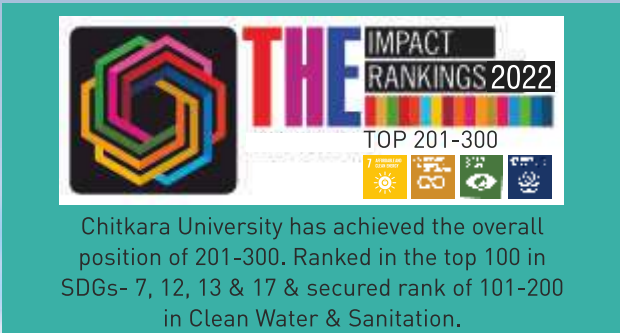 THE
IMPACT
RANKINGS 2022
TOP 201-300
7
Chitkara University has achieved the overall
position of 201-300. Ranked in the top 100 in
SDGs- 7, 12, 13 & 17 & secured rank of 101-200
in Clean Water & Sanitation.